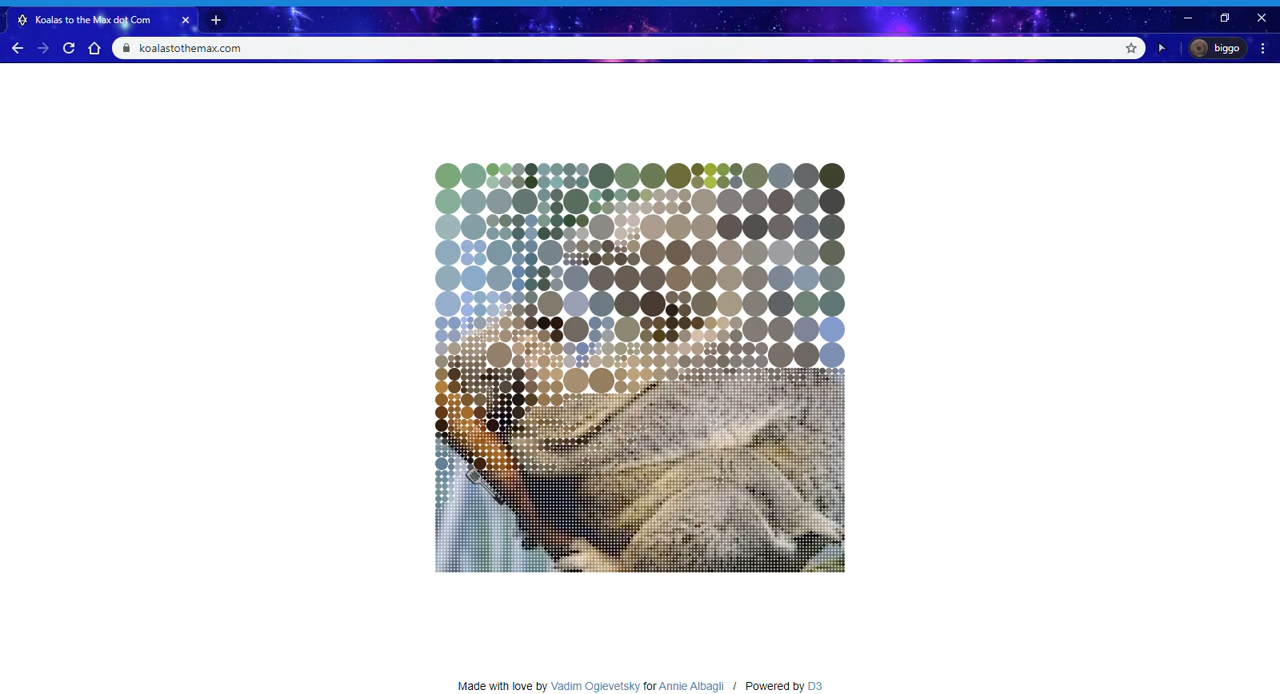 Koalas to the Max dot Com
koalastothemax.com
biggo
Made with love by Vadim Ogievetsky for Annie Albagli / Powered by D3